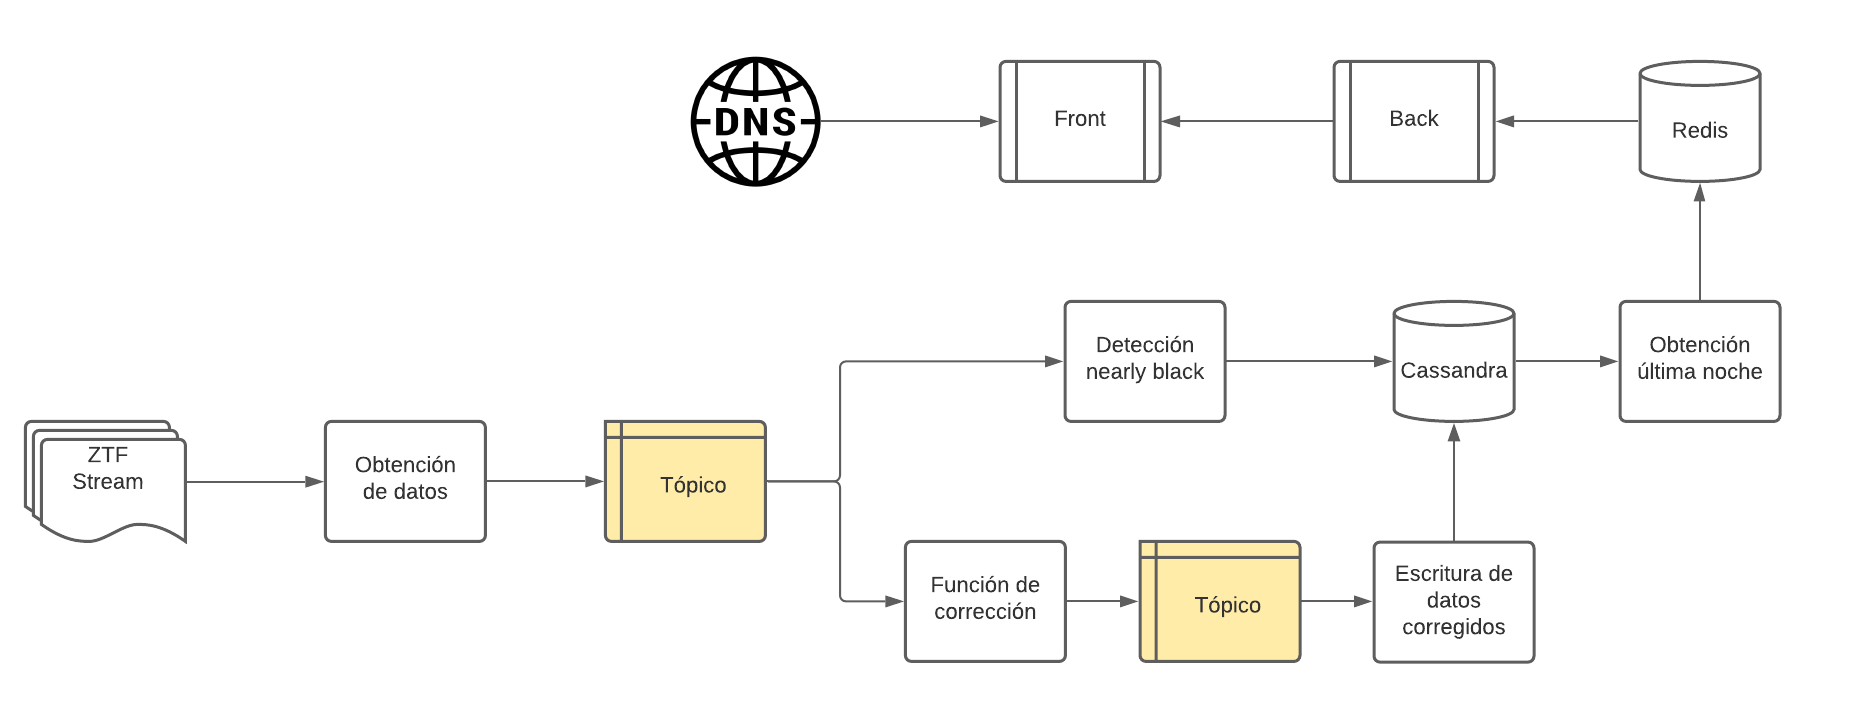 DNS
Front
Back
Redis
Detección
nearly black
Cassandra
Obtención
última noche
ZTF
Stream
Obtención
de datos
Tópico
Función de
corrección
Tópico
Escritura de
datos
corregidos